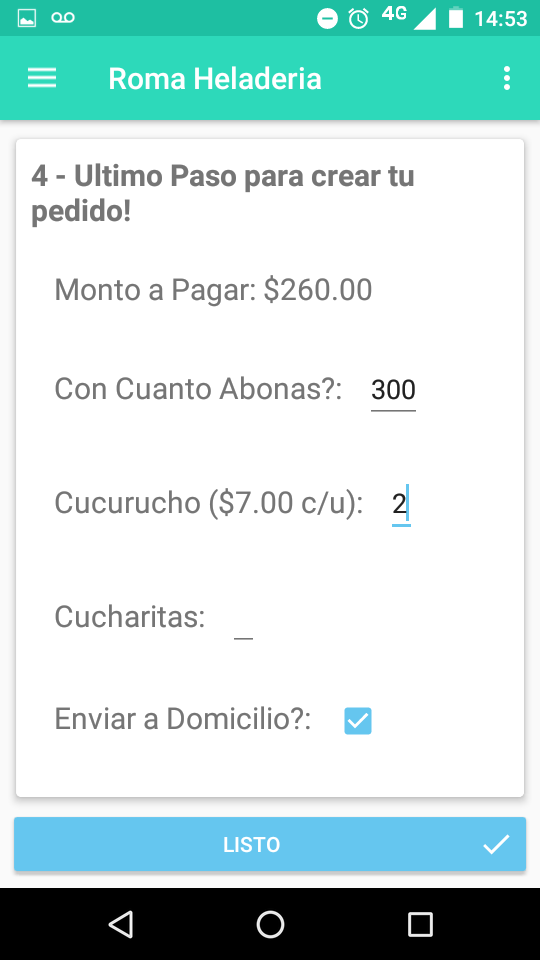 4G 14:53
Roma Heladeria
4 - Ultimo Paso para crear tu
pedido!
Monto a Pagar: $260.00
Con Cuanto Abonas?: 300
Cucurucho ($7.00 c/u): 2
Cucharitas:
Enviar a Domicilio?:
LISTO